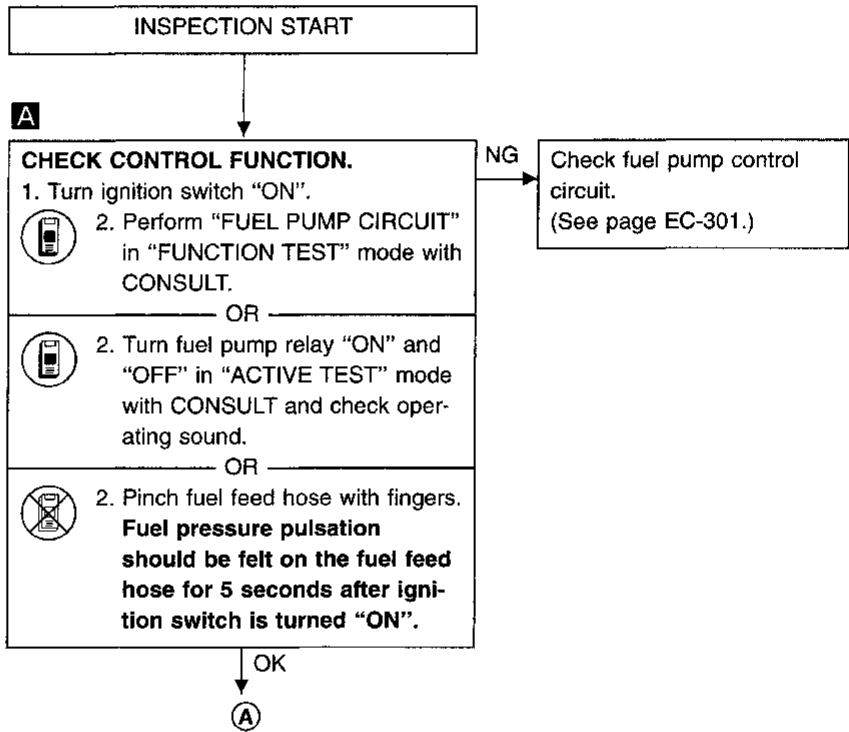 INSPECTION START
A
CHECK CONTROL FUNCTION.
1. Turn ignition switch “ON”.
2. Perform “FUEL PUMP CIRCUIT”
in “FUNCTION TEST” mode with
CONSULT.
OR
2. Turn fuel pump relay “ON” and
“OFF” in “ACTIVE TEST” mode
with CONSULT and check oper-
ating sound.
OR
2. Pinch fuel feed hose with fingers.
Fuel pressure pulsation
should be felt on the fuel feed
hose for 5 seconds after igni-
tion switch is turned “ON”.
NG
Check fuel pump control
circuit.
(See page EC-301.)
OK
A